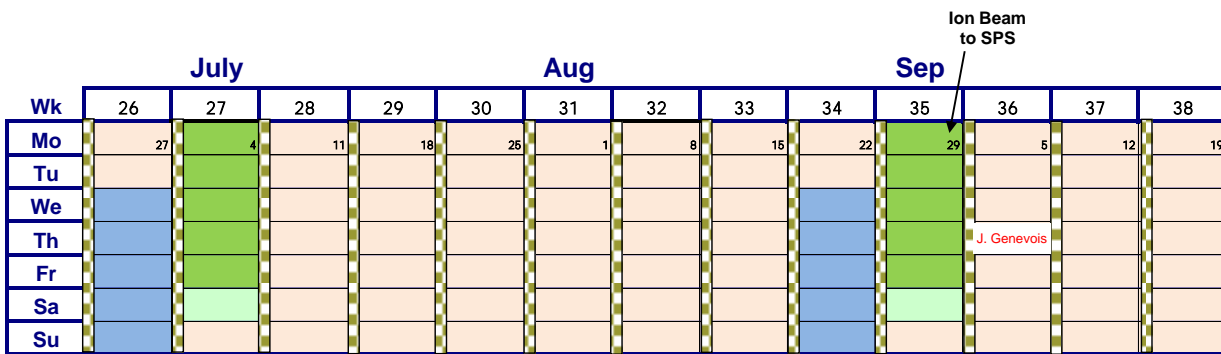 Ion Beam
to SPS
July Aug Sep
Wk 26 27 28 29 30 31 32 33 34 35 36 37 38
Mo 27 4 11 18 25 1 8 15 22 29 5 12 19
Tu
We
Th J. Genevois
Fr
Sa
Su